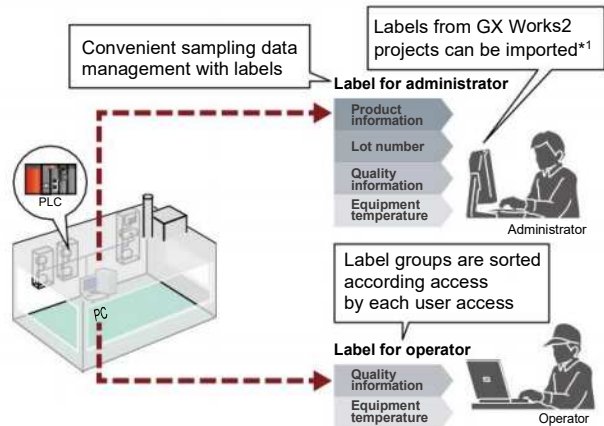 Convenient sampling data
management with labels
Labels from GX Works2
projects can be imported*1
Label for administrator
Product
information
Lot number
Quality
information
Equipment
temperature
Administrator
PLC
PC
Label groups are sorted
according access
by each user access
Label for operator
Quality
information
Equipment
temperature
Operator